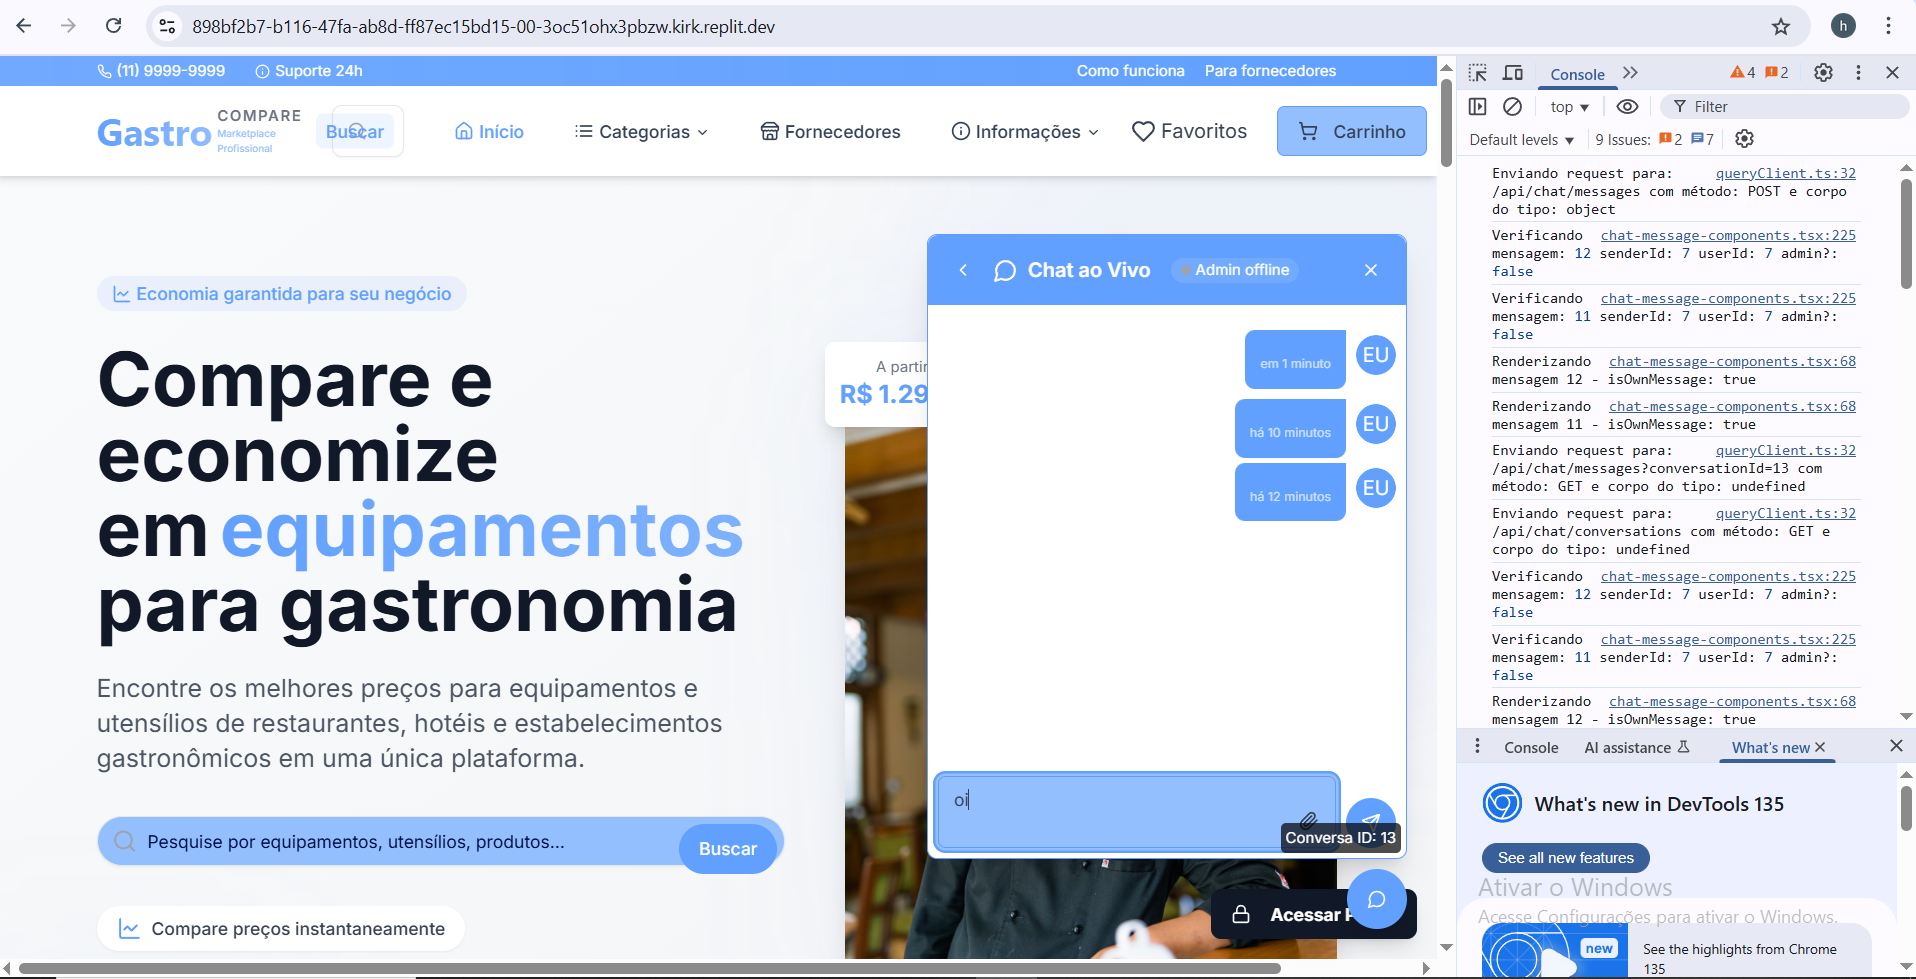 898bf2b7-b116-47fa-ab8d-ff87ec15bd15-00-3oc51ohx3pbzw.kirk.replit.dev
h
(11) 9999-9999
Suporte 24h
Como funciona
Para fornecedores
Gastro
COMPARE
Marketplace
Profissional
Buscar
Início
Categorias
Fornecedores
Informações
Favoritos
Carrinho
Economia garantida para seu negócio
Compare e
economize
em equipamentos
para gastronomia
Encontre os melhores preços para equipamentos e
utensílios de restaurantes, hotéis e estabelecimentos
gastronômicos em uma única plataforma.
Pesquise por equipamentos, utensílios, produtos...
Buscar
Compare preços instantaneamente
A partir
R$ 1.29
Chat ao Vivo
Admin offline
em 1 minuto
EU
há 10 minutos
EU
há 12 minutos
EU
oi
Conversa ID: 13
Acessar
Console
4
2
top
Filter
Default levels
9 Issues:
2
7
Enviando request para: queryClient.ts:32
/api/chat/messages com método: POST e corpo
do tipo: object
Verificando chat-message-components.tsx:225
mensagem: 12 senderId: 7 userId: 7 admin?:
false
Verificando chat-message-components.tsx:225
mensagem: 11 senderId: 7 userId: 7 admin?:
false
Renderizando chat-message-components.tsx:68
mensagem 12 - isOwnMessage: true
Renderizando chat-message-components.tsx:68
mensagem 11 - isOwnMessage: true
Enviando request para: queryClient.ts:32
/api/chat/messages?conversationId=13 com
método: GET e corpo do tipo: undefined
Enviando request para: queryClient.ts:32
/api/chat/conversations com método: GET e
corpo do tipo: undefined
Verificando chat-message-components.tsx:225
mensagem: 12 senderId: 7 userId: 7 admin?:
false
Verificando chat-message-components.tsx:225
mensagem: 11 senderId: 7 userId: 7 admin?:
false
Renderizando chat-message-components.tsx:68
mensagem 12 - isOwnMessage: true
Console
AI assistance
What's new
What's new in DevTools 135
See all new features
Ativar o Windows
Acesse Configurações para ativar o Windows.
new
See the highlights from Chrome
135